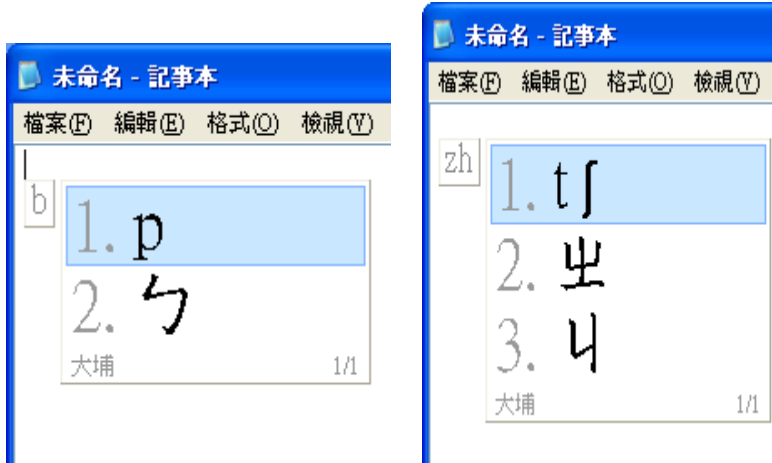 未命名 - 記事本
檔案(F) 編輯(E) 格式(O) 檢視(V)
b
1. p
2. ㄅ
大埔 1/1
未命名 - 記事本
檔案(F) 編輯(E) 格式(O) 檢視(V)
zh
1. tʃ
2. ㄓ
3. ㄐ
大埔 1/1